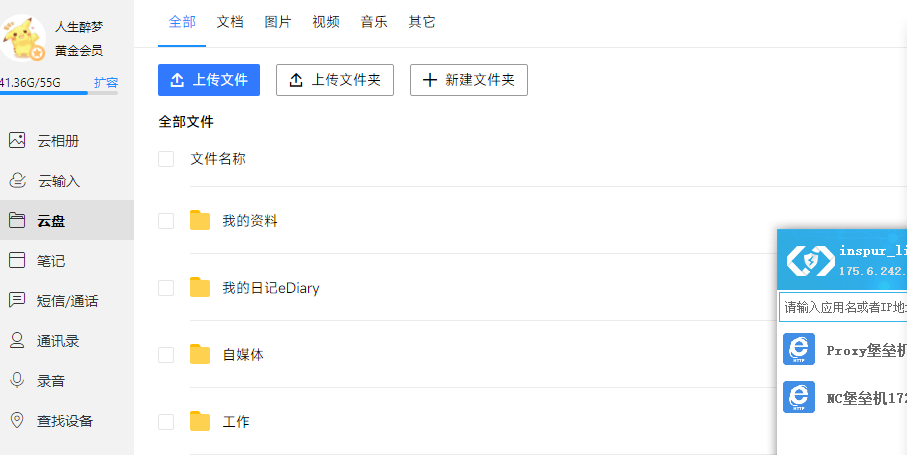 人生醉梦
黄金会员
41.36G/55G 扩容
云相册
云输入
云盘
笔记
短信/通话
通讯录
录音
查找设备
全部 文档 图片 视频 音乐 其它
上传文件 上传文件夹 新建文件夹
全部文件
文件名称
我的资料
我的日记eDiary
自媒体
工作
inspur_li
175.6.242.
请输入应用名或者IP地
Proxy堡垒机
HTTP
NC堡垒机172
HTTP